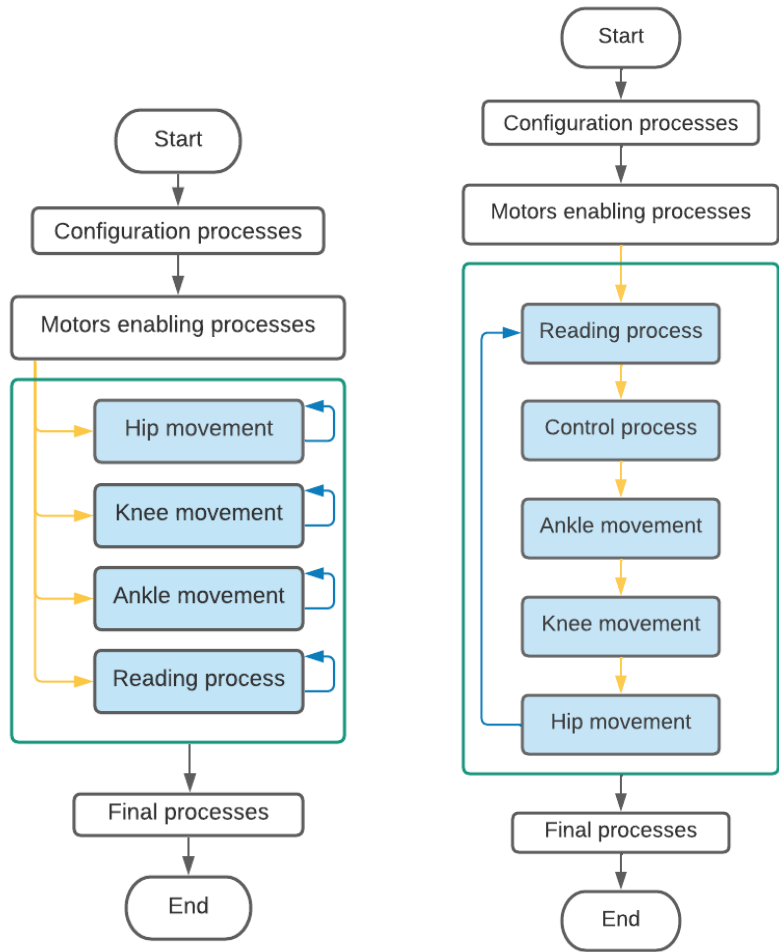 Start
Configuration processes
Motors enabling processes
Hip movement
Knee movement
Ankle movement
Reading process
Final processes
End
Start
Configuration processes
Motors enabling processes
Reading process
Control process
Ankle movement
Knee movement
Hip movement
Final processes
End